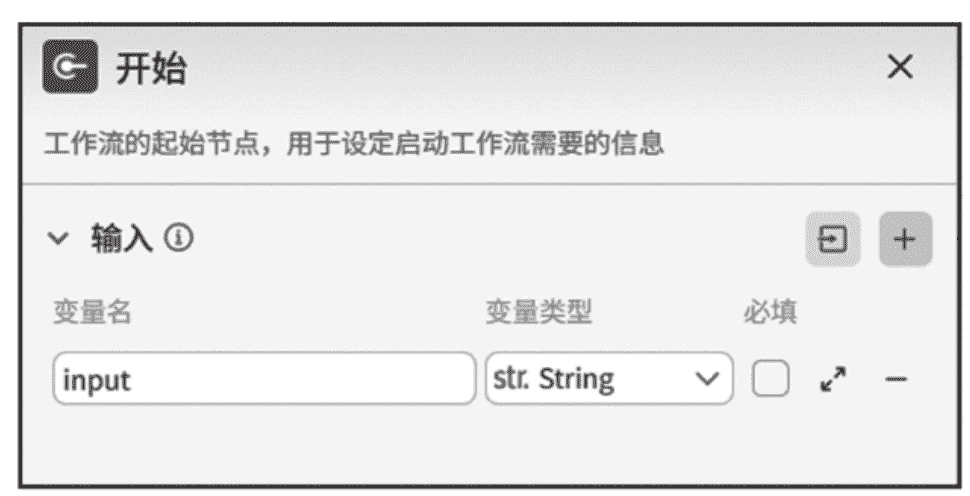 开始
工作流的起始节点，用于设定启动工作流需要的信息
输入
变量名 变量类型 必填
input str. String